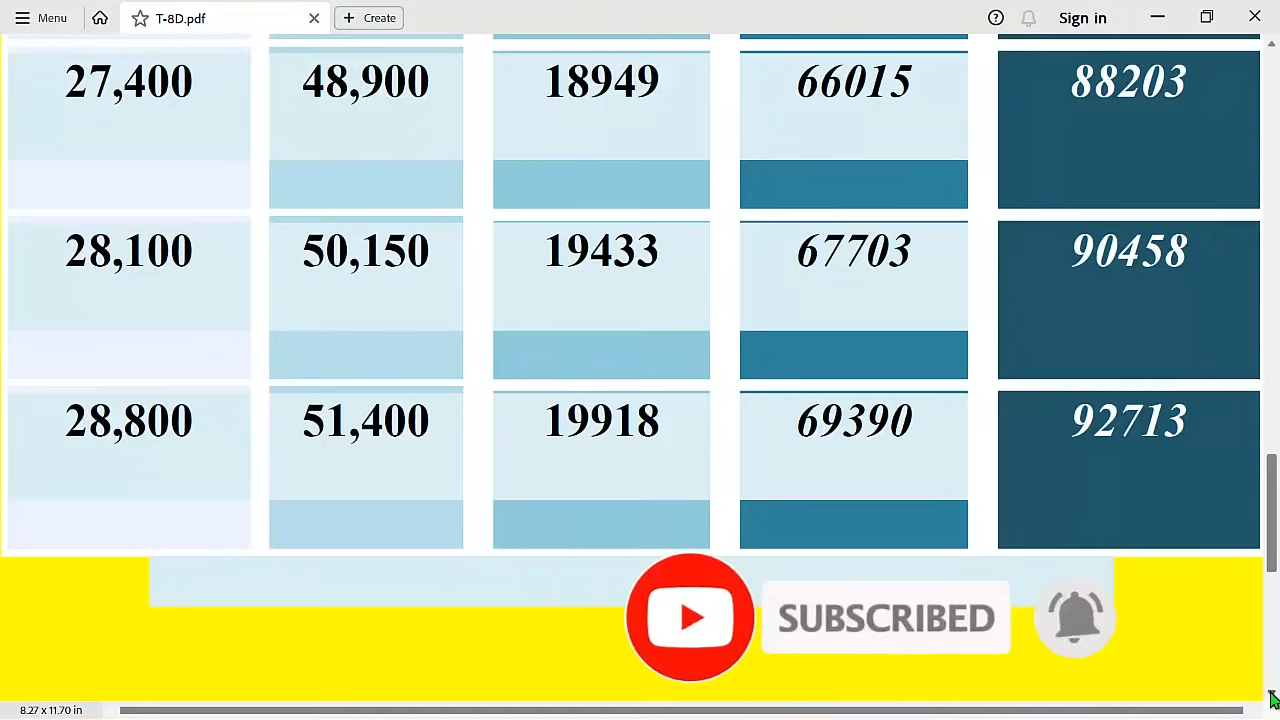 Menu T-8D.pdf Create Sign in
27,400 48,900 18949 66015 88203
28,100 50,150 19433 67703 90458
28,800 51,400 19918 69390 92713
SUBSCRIBED
8.27 x 11.70 in